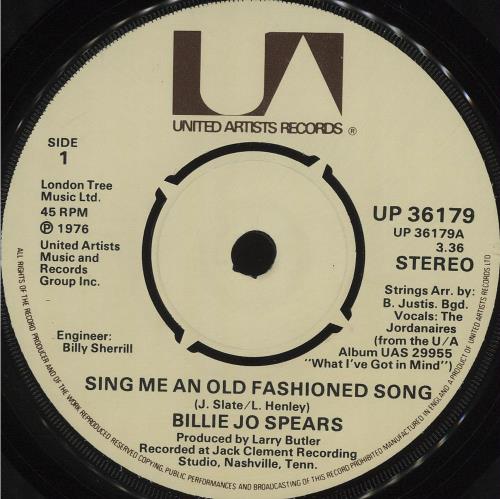 UA
UNITED ARTISTS RECORDS ®
SIDE
1
London Tree
Music Ltd.
45 RPM
Ⓟ 1976
United Artists
Music and
Records
Group Inc.
Engineer:
Billy Sherrill
UP 36179
UP 36179A
3.36
STEREO
Strings Arr. by:
B. Justis. Bgd.
Vocals: The
Jordanaires
(from the U/A
Album UAS 29955
"What I've Got in Mind")
SING ME AN OLD FASHIONED SONG
(J. Slate/L. Henley)
BILLIE JO SPEARS
Produced by Larry Butler
Recorded at Jack Clement Recording
Studio, Nashville, Tenn.
ALL RIGHTS OF THE RECORD PRODUCER AND OF THE OWNER OF THE WORK REPRODUCED RESERVED COPYING, PUBLIC PERFORMANCES AND BROADCASTING OF THIS RECORD PROHIBITED MANUFACTURED IN ENGLAND A PRODUCT OF UNITED ARTISTS RECORDS LTD